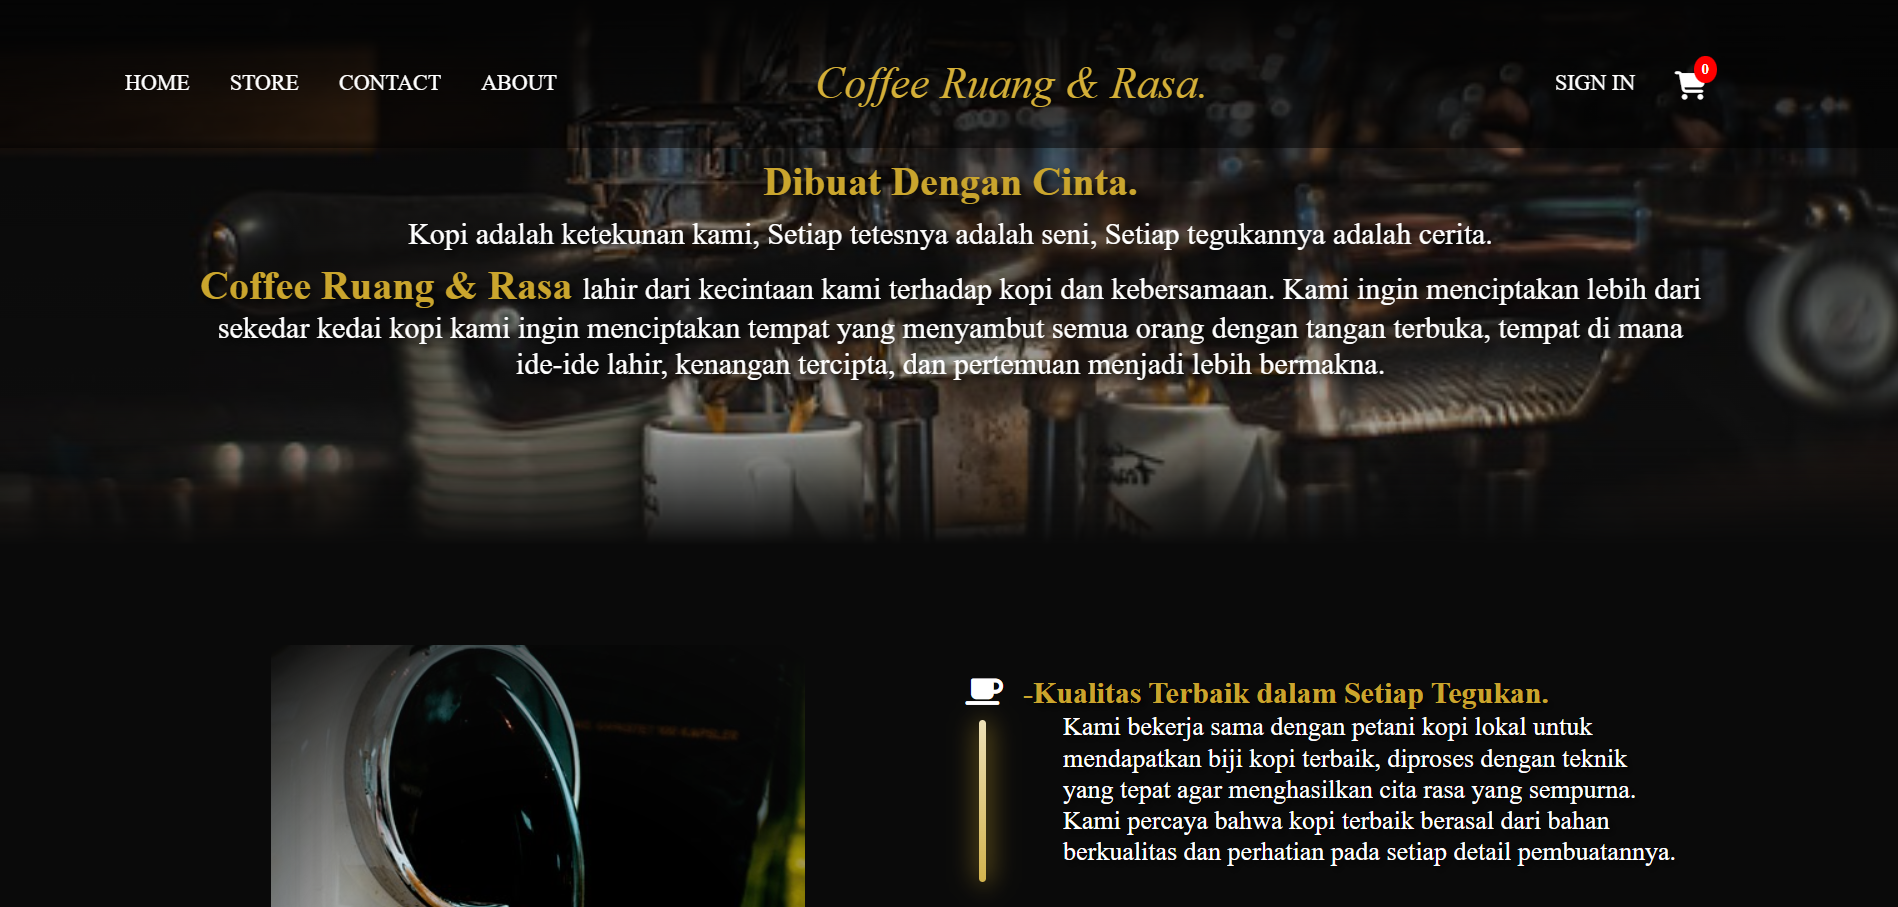 HOME STORE CONTACT ABOUT Coffee Ruang & Rasa. SIGN IN 0
Dibuat Dengan Cinta.
Kopi adalah ketekunan kami, Setiap tetesnya adalah seni, Setiap tegukannya adalah cerita.
Coffee Ruang & Rasa lahir dari kecintaan kami terhadap kopi dan kebersamaan. Kami ingin menciptakan lebih dari
sekedar kedai kopi kami ingin menciptakan tempat yang menyambut semua orang dengan tangan terbuka, tempat di mana
ide-ide lahir, kenangan tercipta, dan pertemuan menjadi lebih bermakna.
-Kualitas Terbaik dalam Setiap Tegukan.
Kami bekerja sama dengan petani kopi lokal untuk
mendapatkan biji kopi terbaik, diproses dengan teknik
yang tepat agar menghasilkan cita rasa yang sempurna.
Kami percaya bahwa kopi terbaik berasal dari bahan
berkualitas dan perhatian pada setiap detail pembuatannya.